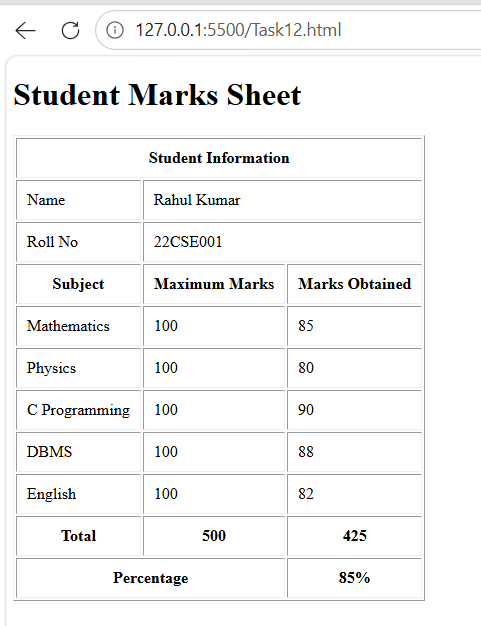 127.0.0.1:5500/Task12.html
Student Marks Sheet
Student Information
Name Rahul Kumar
Roll No 22CSE001
Subject Maximum Marks Marks Obtained
Mathematics 100 85
Physics 100 80
C Programming 100 90
DBMS 100 88
English 100 82
Total 500 425
Percentage 85%